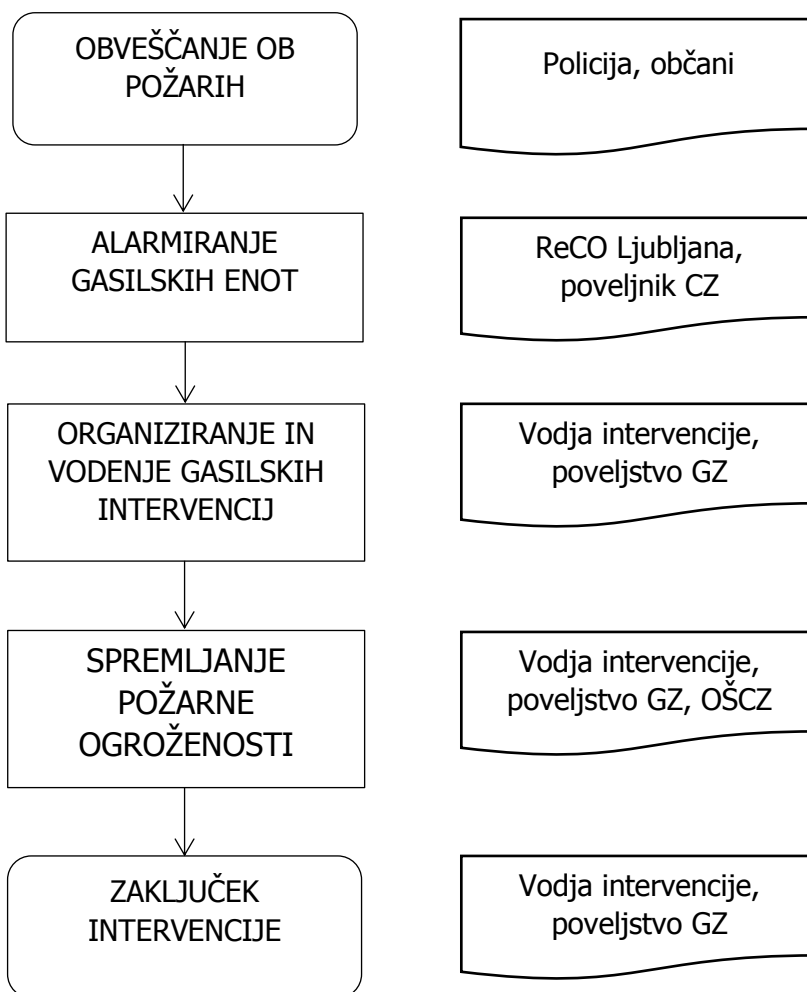 OBVEŠČANJE OB
POŽARIH
Policija, občani
ALARMIRANJE
GASILSKIH ENOT
ReCO Ljubljana,
poveljnik CZ
ORGANIZIRANJE IN
VODENJE GASILSKIH
INTERVENCIJ
Vodja intervencije,
poveljstvo GZ
SPREMLJANJE
POŽARNE
OGROŽENOSTI
Vodja intervencije,
poveljstvo GZ, OŠCZ
ZAKLJUČEK
INTERVENCIJE
Vodja intervencije,
poveljstvo GZ